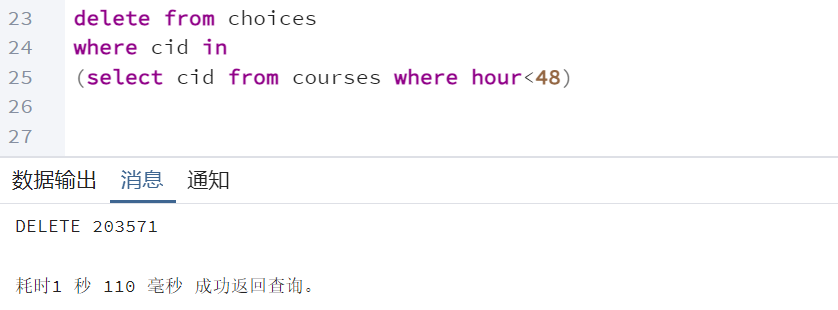 23 delete from choices
24 where cid in
25 (select cid from courses where hour<48)
26
27
数据输出 消息 通知
DELETE 203571
耗时1 秒 110 毫秒 成功返回查询。